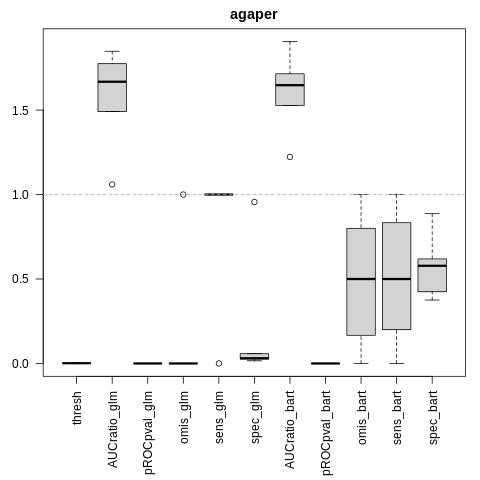 agaper
1.5
1.0
0.5
0.0
thresh
AUCratio_glm
pROCpval_glm
omis_glm
sens_glm
spec_glm
AUCratio_bart
pROCpval_bart
omis_bart
sens_bart
spec_bart